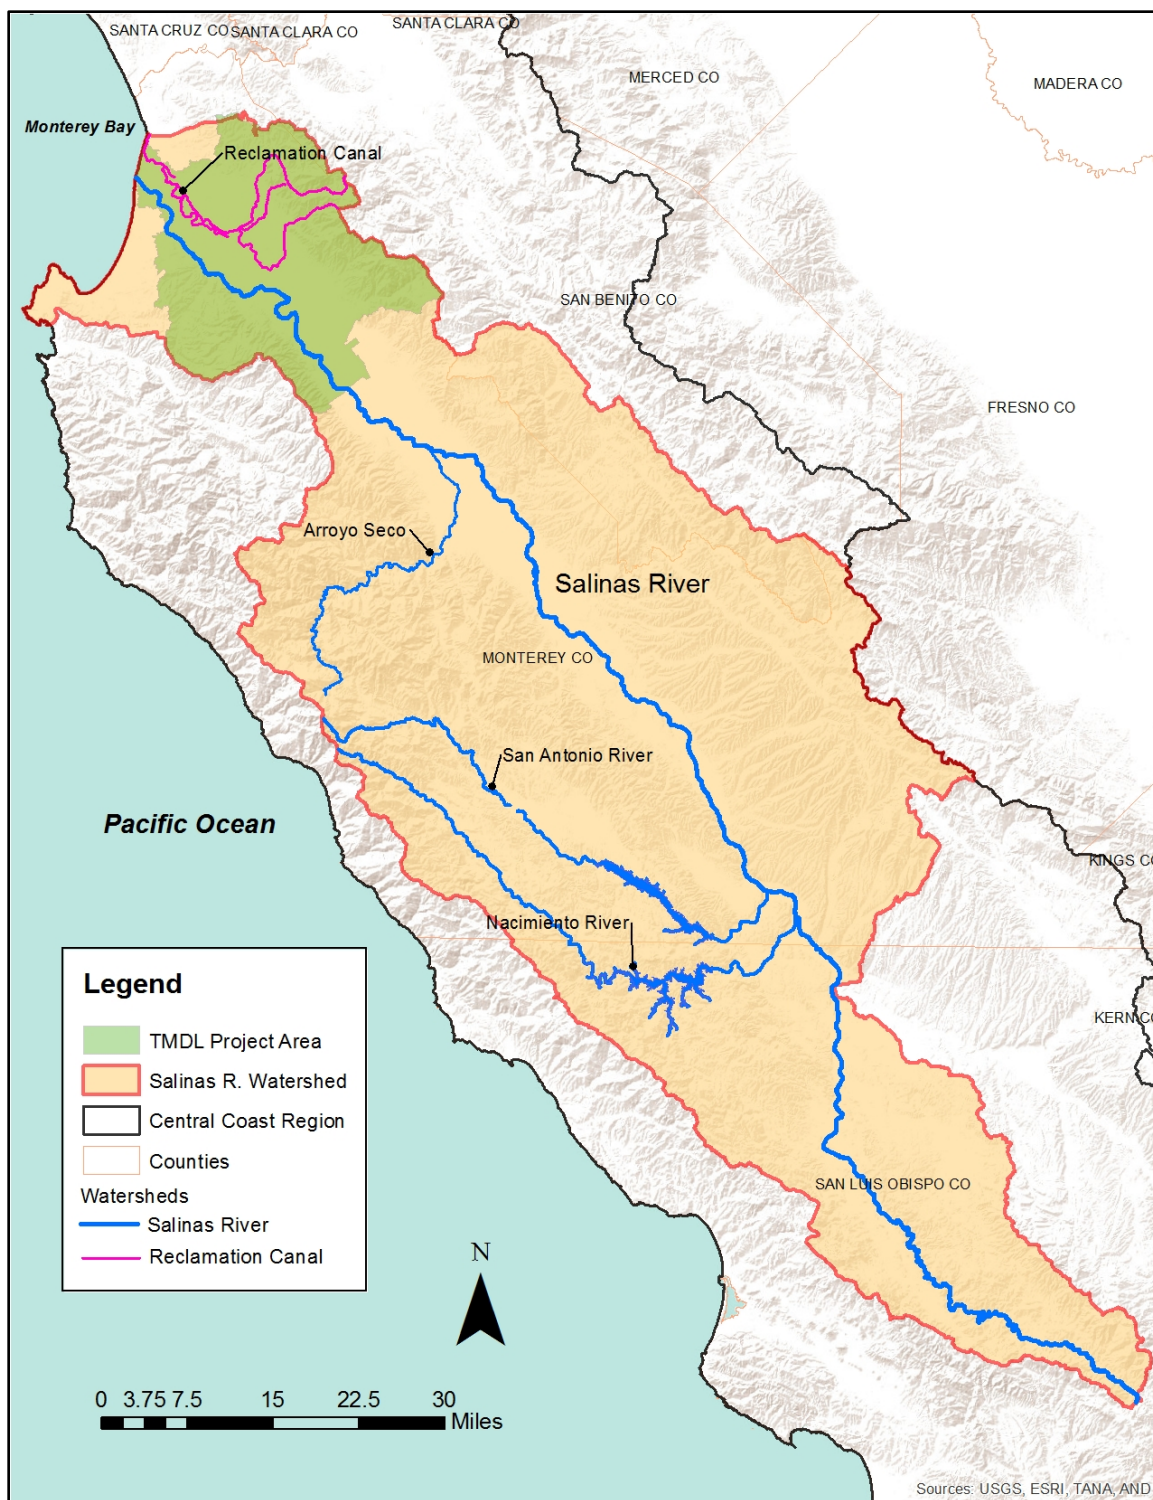 SANTA CRUZ CO
SANTA CLARA CO
SANTA CLARA CO
MERCED CO
MADERA CO
Monterey Bay
Reclamation Canal
SAN BENITO CO
FRESNO CO
Arroyo Seco
Salinas River
MONTEREY CO
San Antonio River
Pacific Ocean
KINGS CO
Nacimiento River
Legend
TMDL Project Area
Salinas R. Watershed
Central Coast Region
Counties
Watersheds
Salinas River
Reclamation Canal
KERN CO
SAN LUIS OBISPO CO
N
0 3.75 7.5 15 22.5 30
Miles
Sources: USGS, ESRI, TANA, AND